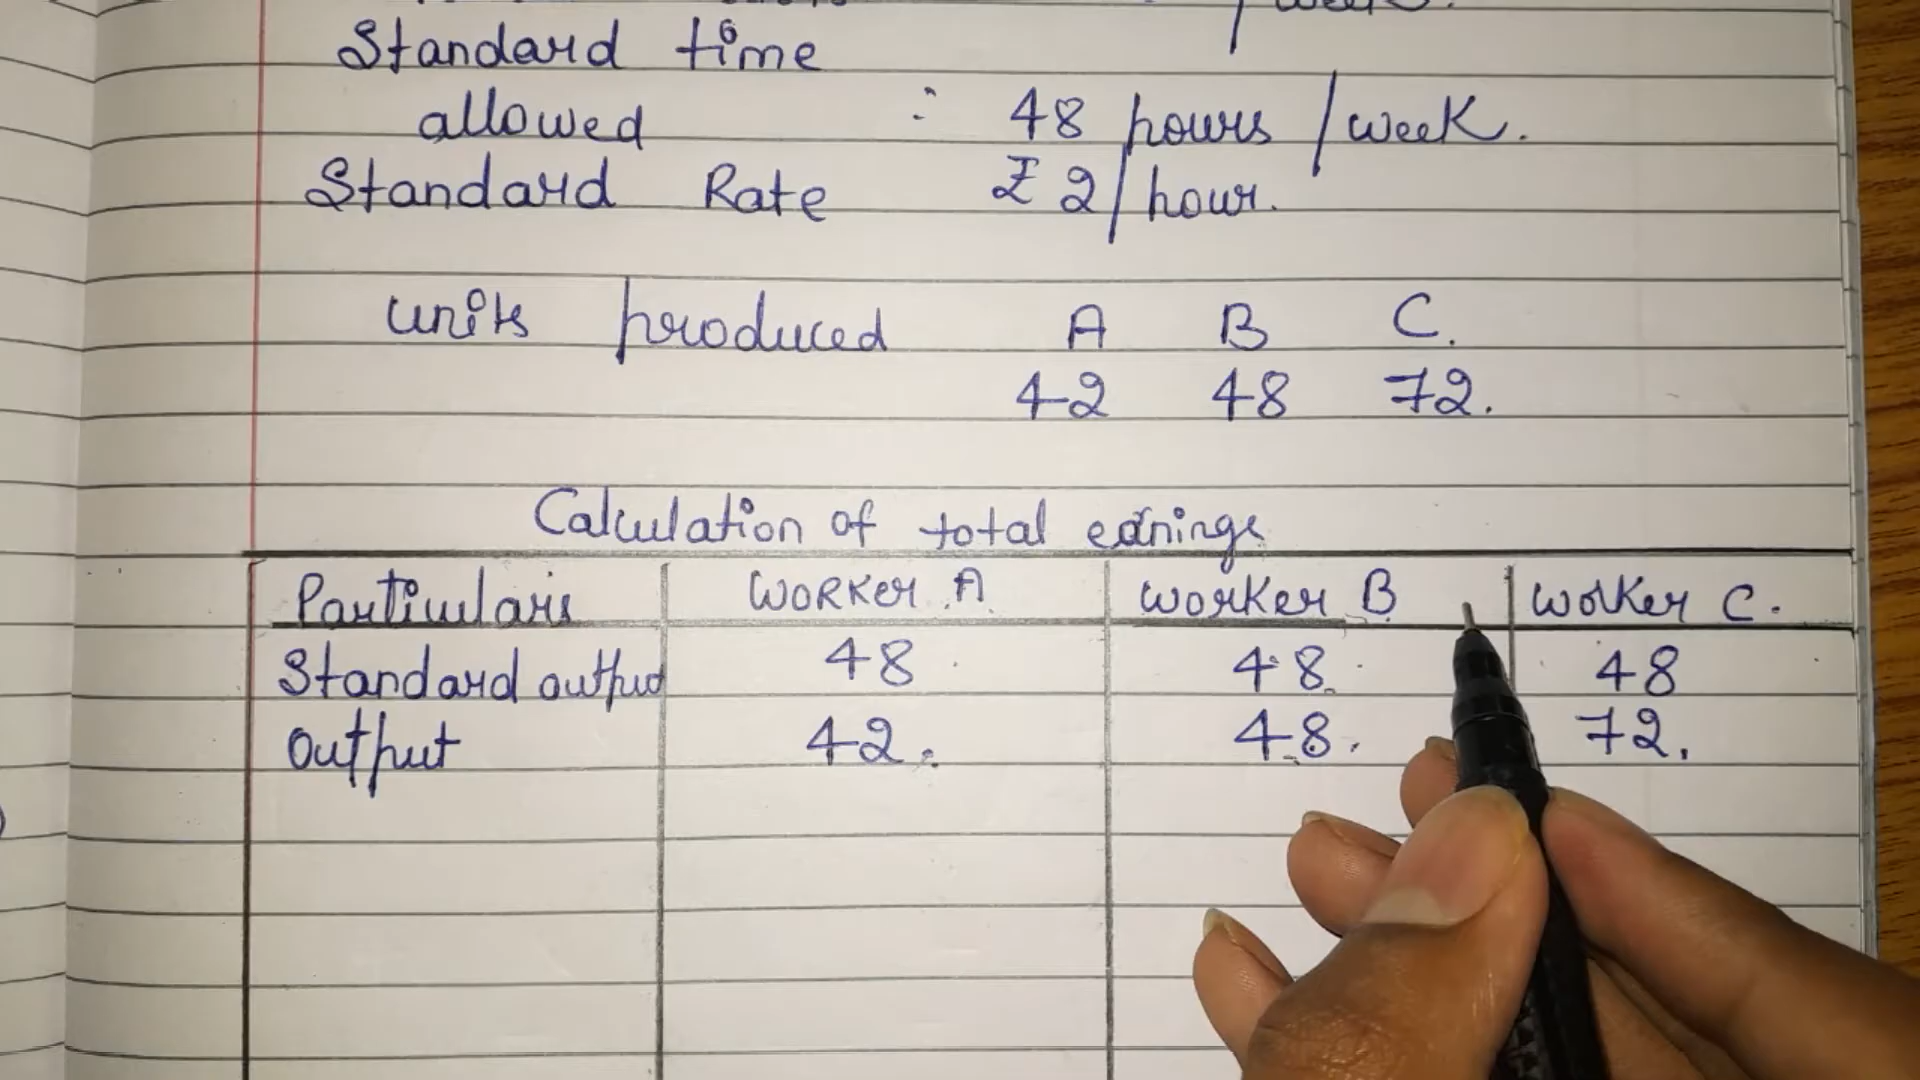 Standard time
allowed : 48 hours / week.
Standard Rate ₹ 2/hour.
units produced A B C.
42 48 72.
Calculation of total earnings
Particulars WORKER A WORKER B WORKER C.
Standard output 48 48 48
output 42 48 72.